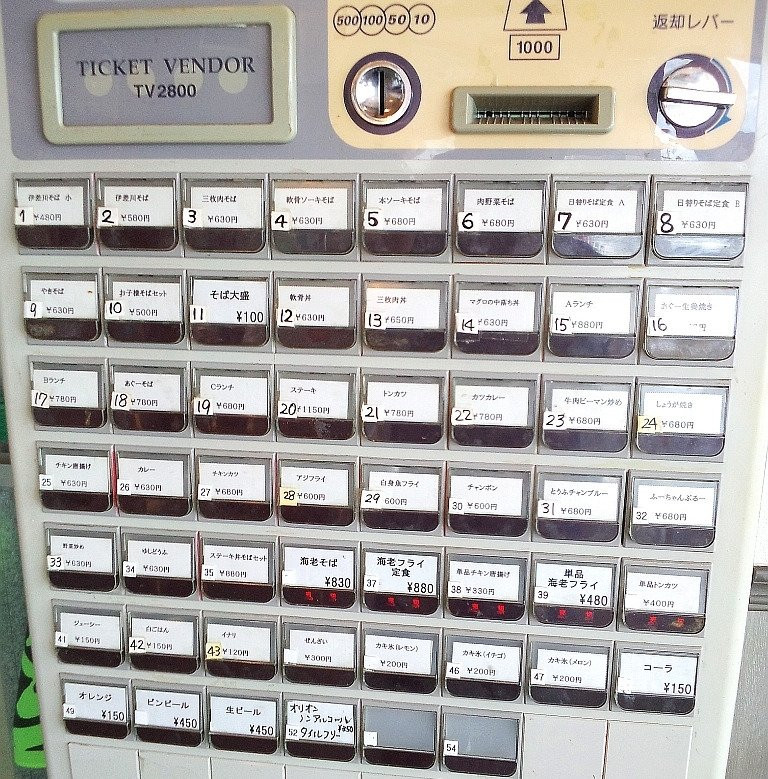 TICKET VENDOR
TV2800
500 100 50 10
1000
返却レバー
伊差川そば 小
1 ¥480円
伊差川そば
2 ¥580円
三枚肉そば
3 ¥630円
軟骨ソーキそば
4 ¥630円
本ソーキそば
5 ¥680円
肉野菜そば
6 ¥680円
日替りそば定食 A
7 ¥630円
日替りそば定食 B
8 ¥630円
やきそば
9 ¥630円
お子様そばセット
10 ¥500円
そば大盛
11 ¥100
軟骨丼
12 ¥630円
三枚肉丼
13 ¥650円
マグロの中落ち丼
14 ¥630円
Aランチ
15 ¥880円
あぐー生姜焼き
16 円
Bランチ
17 ¥780円
あぐーそば
18 ¥780円
Cランチ
19 ¥680円
ステーキ
20 ¥1150円
トンカツ
21 ¥780円
カツカレー
22 ¥780円
牛肉ピーマン炒め
23 ¥680円
しょうが焼き
24 ¥680円
チキン唐揚げ
25 ¥630円
カレー
26 ¥630円
チキンカツ
27 ¥680円
アジフライ
28 ¥600円
白身魚フライ
29 600円
チャンポン
30 ¥600円
とうふチャンプルー
31 ¥680円
ふーちゃんぷるー
32 ¥680円
野菜炒め
33 ¥630円
ゆしどうふ
34 ¥630円
ステーキ丼そばセット
35 ¥880円
海老そば
¥830
海老フライ
定食
37 ¥880
単品チキン唐揚げ
38 ¥330円
単品
海老フライ
39 ¥480
単品トンカツ
¥400円
ジューシー
41 ¥150円
白ごはん
42 ¥150円
イナリ
43 ¥120円
ぜんざい
¥300円
カキ氷(レモン)
¥200円
カキ氷(イチゴ)
46 ¥200円
カキ氷(メロン)
47 ¥200円
コーラ
¥150
オレンジ
49 ¥150
ビンビール
¥450
生ビール
¥450
オリオン
ノンアルコール
¥350
52
54